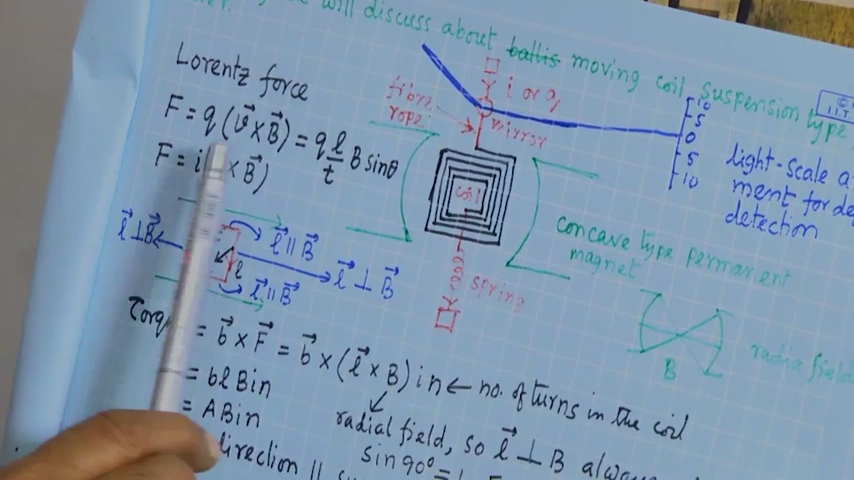 will discuss about ballis moving coil suspension type
Lorentz force
F = q (v⃗ × B⃗) = q l/t B sinθ
F = i( × B⃗)
fibre rope
i or q
mirror
coil
spring
10
5
0
5
10
light-scale a
ment for de
detection
concave type permanent
magnet
radial field
B
l⃗ ⊥ B⃗
l⃗ ∥ B⃗
l
l⃗ ∥ B⃗
l⃗ ⊥ B⃗
Torq = b⃗ × F⃗ = b⃗ × (l⃗ × B⃗) i n ← no. of turns in the coil
= blBin
= ABin
radial field, so l⃗ ⊥ B always
sin90° = 1
direction ||